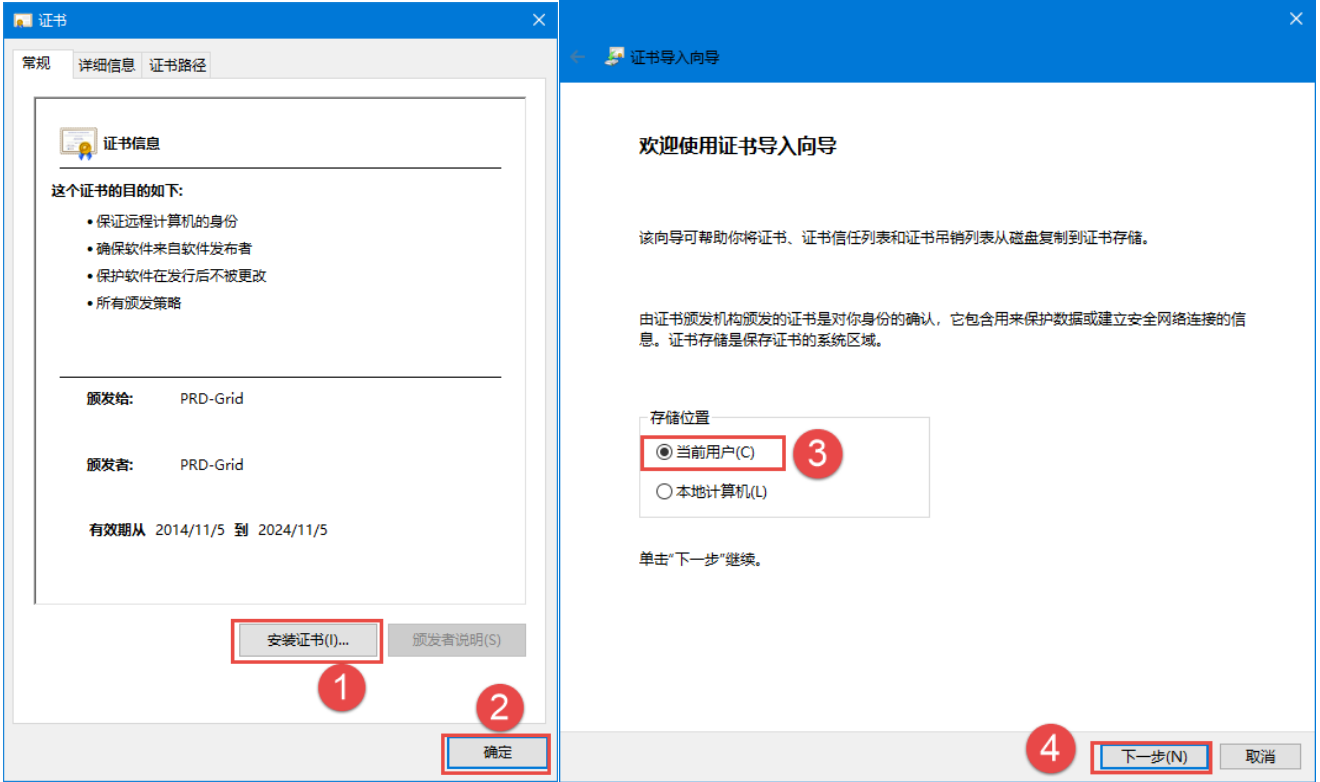 证书
常规
详细信息
证书路径
证书信息
这个证书的目的如下:
• 保证远程计算机的身份
• 确保软件来自软件发布者
• 保护软件在发行后不被更改
• 所有颁发策略
颁发给: PRD-Grid
颁发者: PRD-Grid
有效期从 2014/11/5 到 2024/11/5
安装证书(I)...
颁发者说明(S)
1
2
确定
证书导入向导
欢迎使用证书导入向导
该向导可帮助你将证书、证书信任列表和证书吊销列表从磁盘复制到证书存储。
由证书颁发机构颁发的证书是对你身份的确认，它包含用来保护数据或建立安全网络连接的信
息。证书存储是保存证书的系统区域。
存储位置
当前用户(C)
3
本地计算机(L)
单击"下一步"继续。
4
下一步(N)
取消